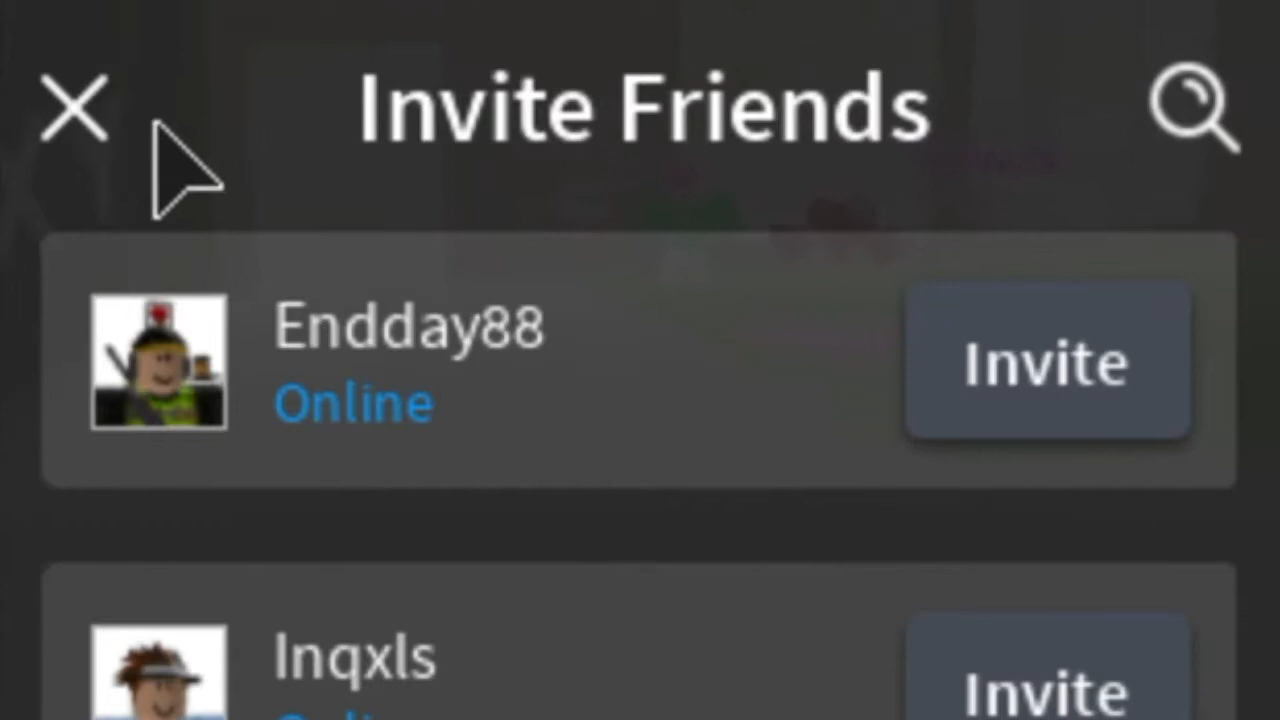 Invite Friends
Endday88
Online
Invite
Inqxls
Invite